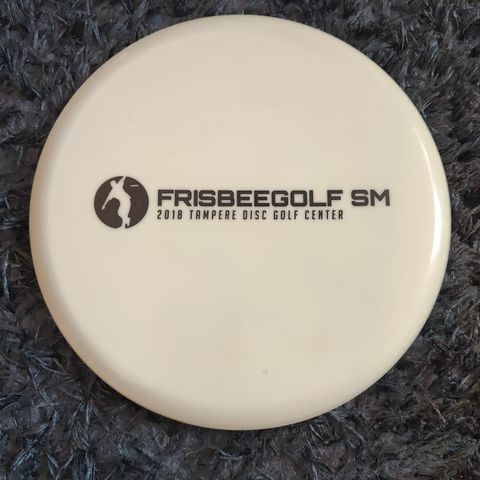 FRISBEEGOLF SM
2018 TAMPERE DISC GOLF CENTER